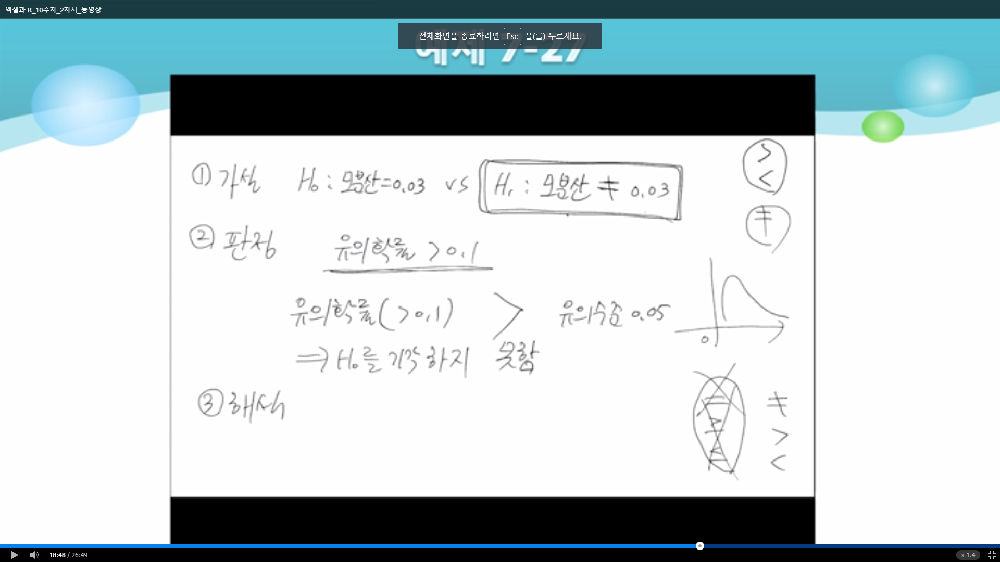 엑셀과 R_10주차_2차시_동영상
전체화면을 종료하려면 Esc 을(를) 누르세요.
예제 7-27
① 가설 H₀ : 모분산=0.03 vs H₁ : 모분산 ≠ 0.03
>
<
≠
② 판정 유의확률 >0.1
유의확률(>0.1) > 유의수준 0.05
0
⇒ H₀를 기각하지 못함
③ 해석
≠
>
<
18:48 / 26:49
x 1.4